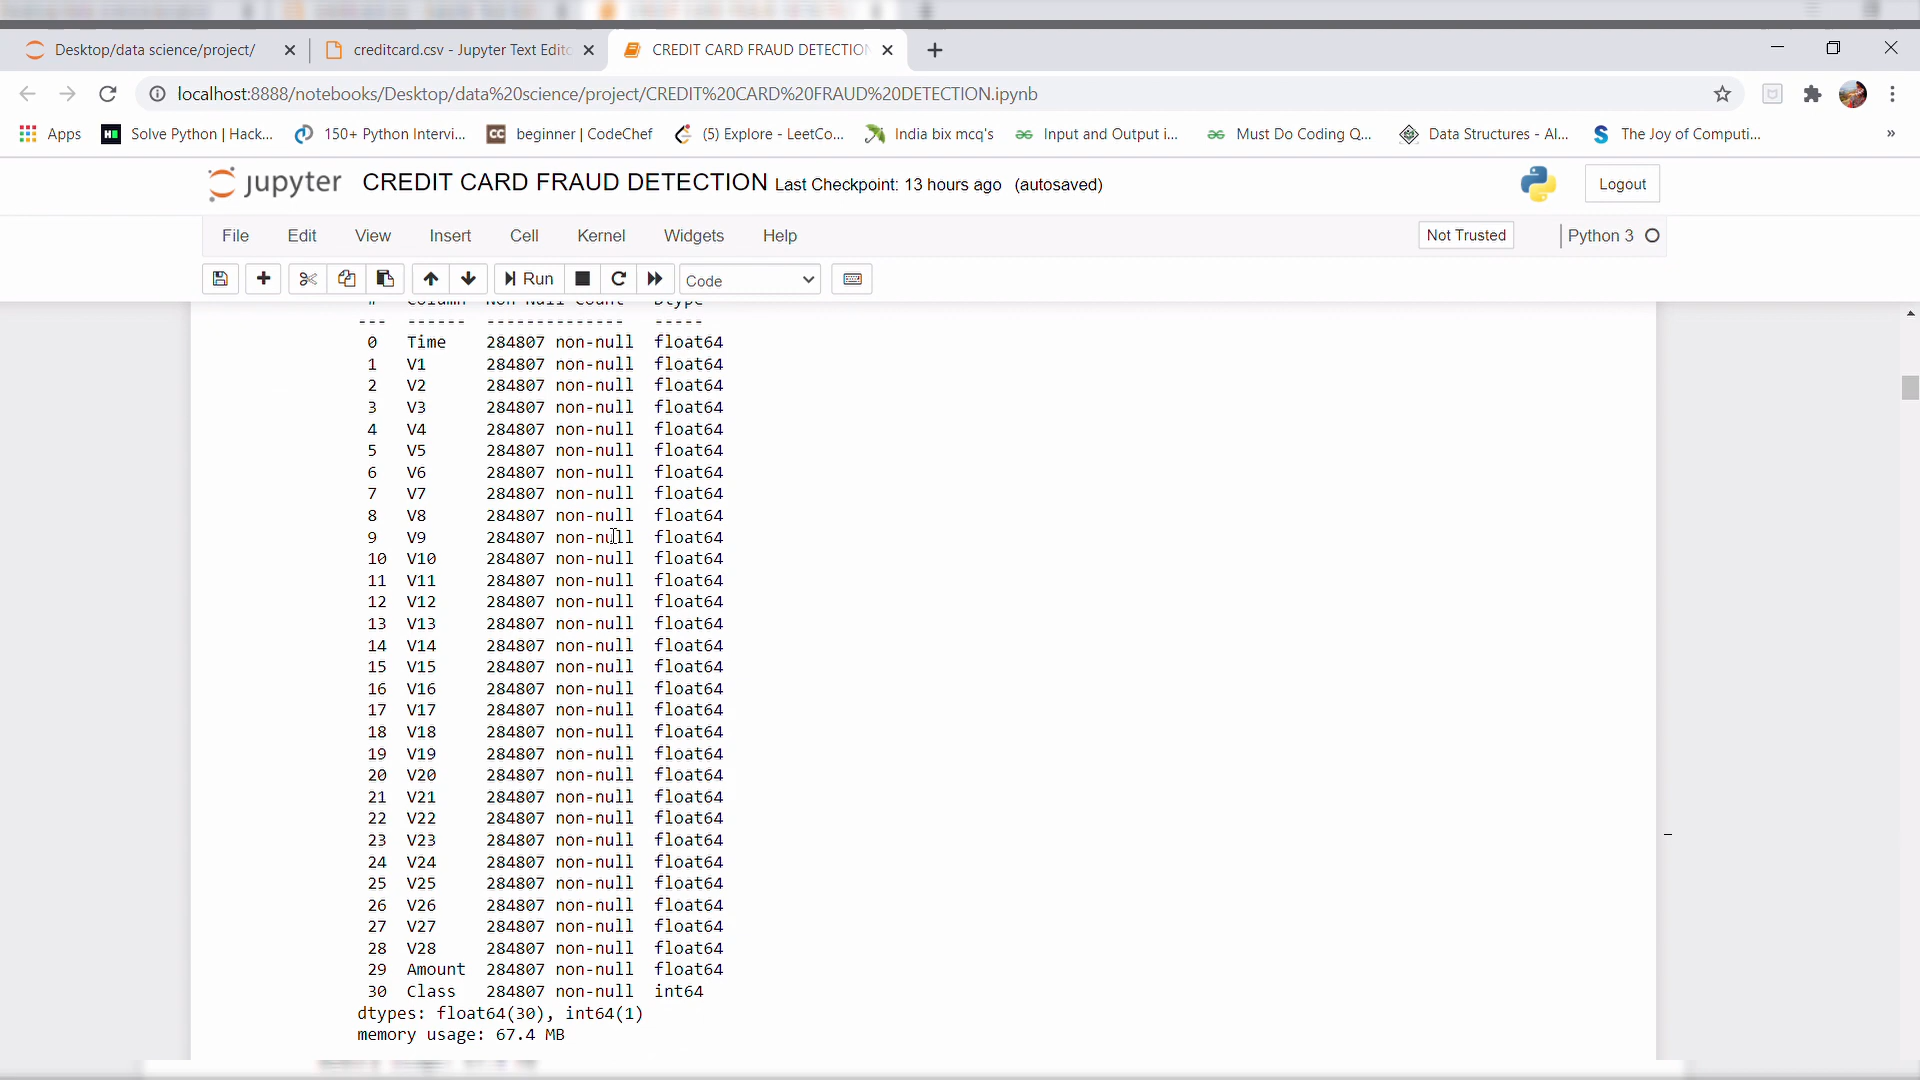 Desktop/data science/project/
creditcard.csv - Jupyter Text Edito
CREDIT CARD FRAUD DETECTION
localhost:8888/notebooks/Desktop/data%20science/project/CREDIT%20CARD%20FRAUD%20DETECTION.ipynb
Apps
Solve Python | Hack...
150+ Python Intervi...
CC
beginner | CodeChef
(5) Explore - LeetCo...
India bix mcq's
Input and Output i...
Must Do Coding Q...
Data Structures - Al...
The Joy of Computi...
»
jupyter CREDIT CARD FRAUD DETECTION Last Checkpoint: 13 hours ago (autosaved)
Logout
File Edit View Insert Cell Kernel Widgets Help
Not Trusted
Python 3
Run
Code
# Column Non-Null Count Dtype
--- ------ -------------- -----
0 Time 284807 non-null float64
1 V1 284807 non-null float64
2 V2 284807 non-null float64
3 V3 284807 non-null float64
4 V4 284807 non-null float64
5 V5 284807 non-null float64
6 V6 284807 non-null float64
7 V7 284807 non-null float64
8 V8 284807 non-null float64
9 V9 284807 non-null float64
10 V10 284807 non-null float64
11 V11 284807 non-null float64
12 V12 284807 non-null float64
13 V13 284807 non-null float64
14 V14 284807 non-null float64
15 V15 284807 non-null float64
16 V16 284807 non-null float64
17 V17 284807 non-null float64
18 V18 284807 non-null float64
19 V19 284807 non-null float64
20 V20 284807 non-null float64
21 V21 284807 non-null float64
22 V22 284807 non-null float64
23 V23 284807 non-null float64
24 V24 284807 non-null float64
25 V25 284807 non-null float64
26 V26 284807 non-null float64
27 V27 284807 non-null float64
28 V28 284807 non-null float64
29 Amount 284807 non-null float64
30 Class 284807 non-null int64
dtypes: float64(30), int64(1)
memory usage: 67.4 MB